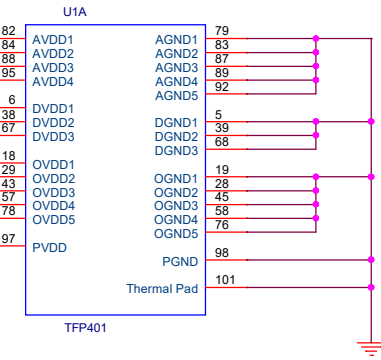 U1A
82 AVDD1 AGND1 79
84 AVDD2 AGND2 83
88 AVDD3 AGND3 87
95 AVDD4 AGND4 89
AGND5 92
6 DVDD1 DGND1 5
38 DVDD2 DGND2 39
67 DVDD3 DGND3 68
18 OVDD1 OGND1 19
29 OVDD2 OGND2 28
43 OVDD3 OGND3 45
57 OVDD4 OGND4 58
78 OVDD5 OGND5 76
97 PVDD PGND 98
Thermal Pad 101
TFP401